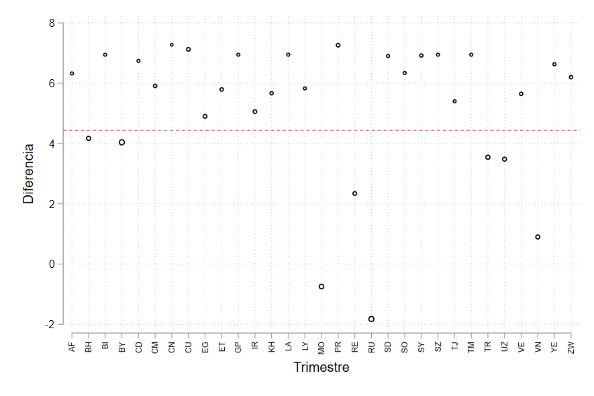 8
6
4
2
0
-2
Diferencia
AF BH BI BY CD CM CN CU EG ET GP IR KH LA LY MO PR RE RU SD SO SY SZ TJ TM TR UZ VE VN YE ZW
Trimestre